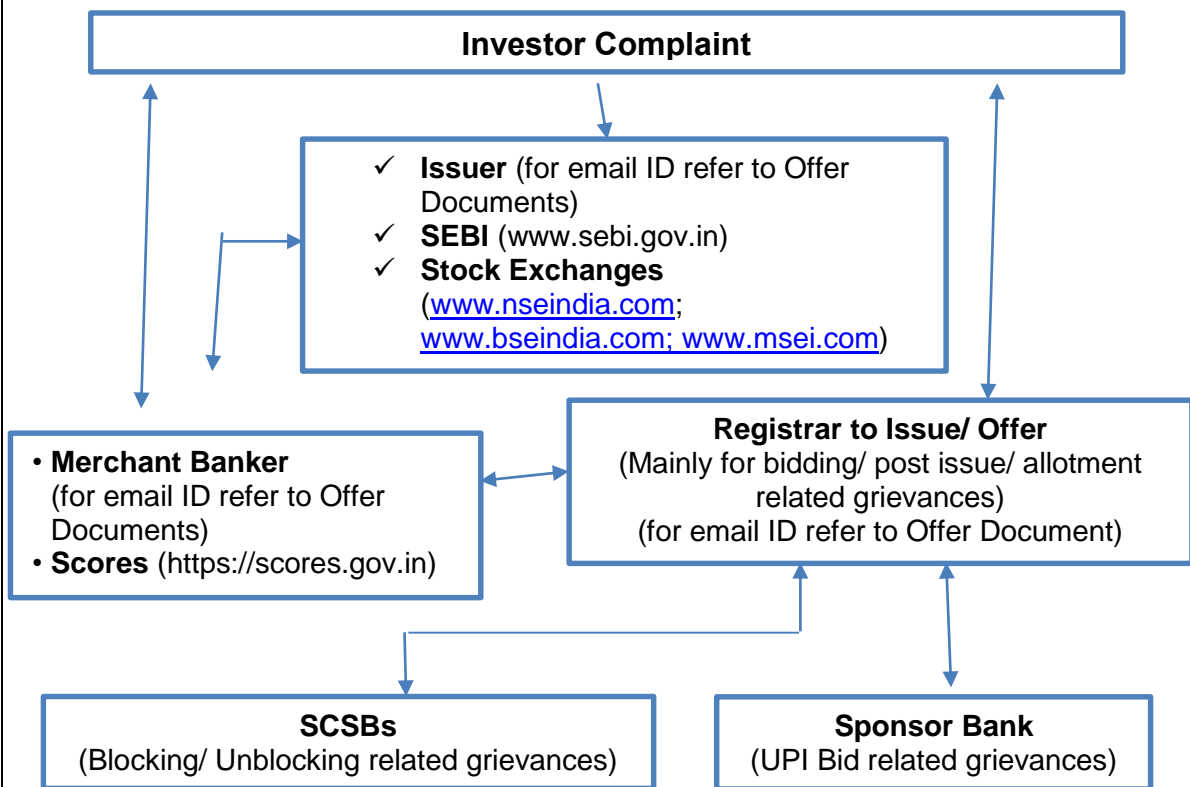 Investor Complaint
✓ Issuer (for email ID refer to Offer
Documents)
✓ SEBI (www.sebi.gov.in)
✓ Stock Exchanges
(www.nseindia.com;
www.bseindia.com; www.msei.com)
• Merchant Banker
(for email ID refer to Offer
Documents)
• Scores (https://scores.gov.in)
Registrar to Issue/ Offer
(Mainly for bidding/ post issue/ allotment
related grievances)
(for email ID refer to Offer Document)
SCSBs
(Blocking/ Unblocking related grievances)
Sponsor Bank
(UPI Bid related grievances)